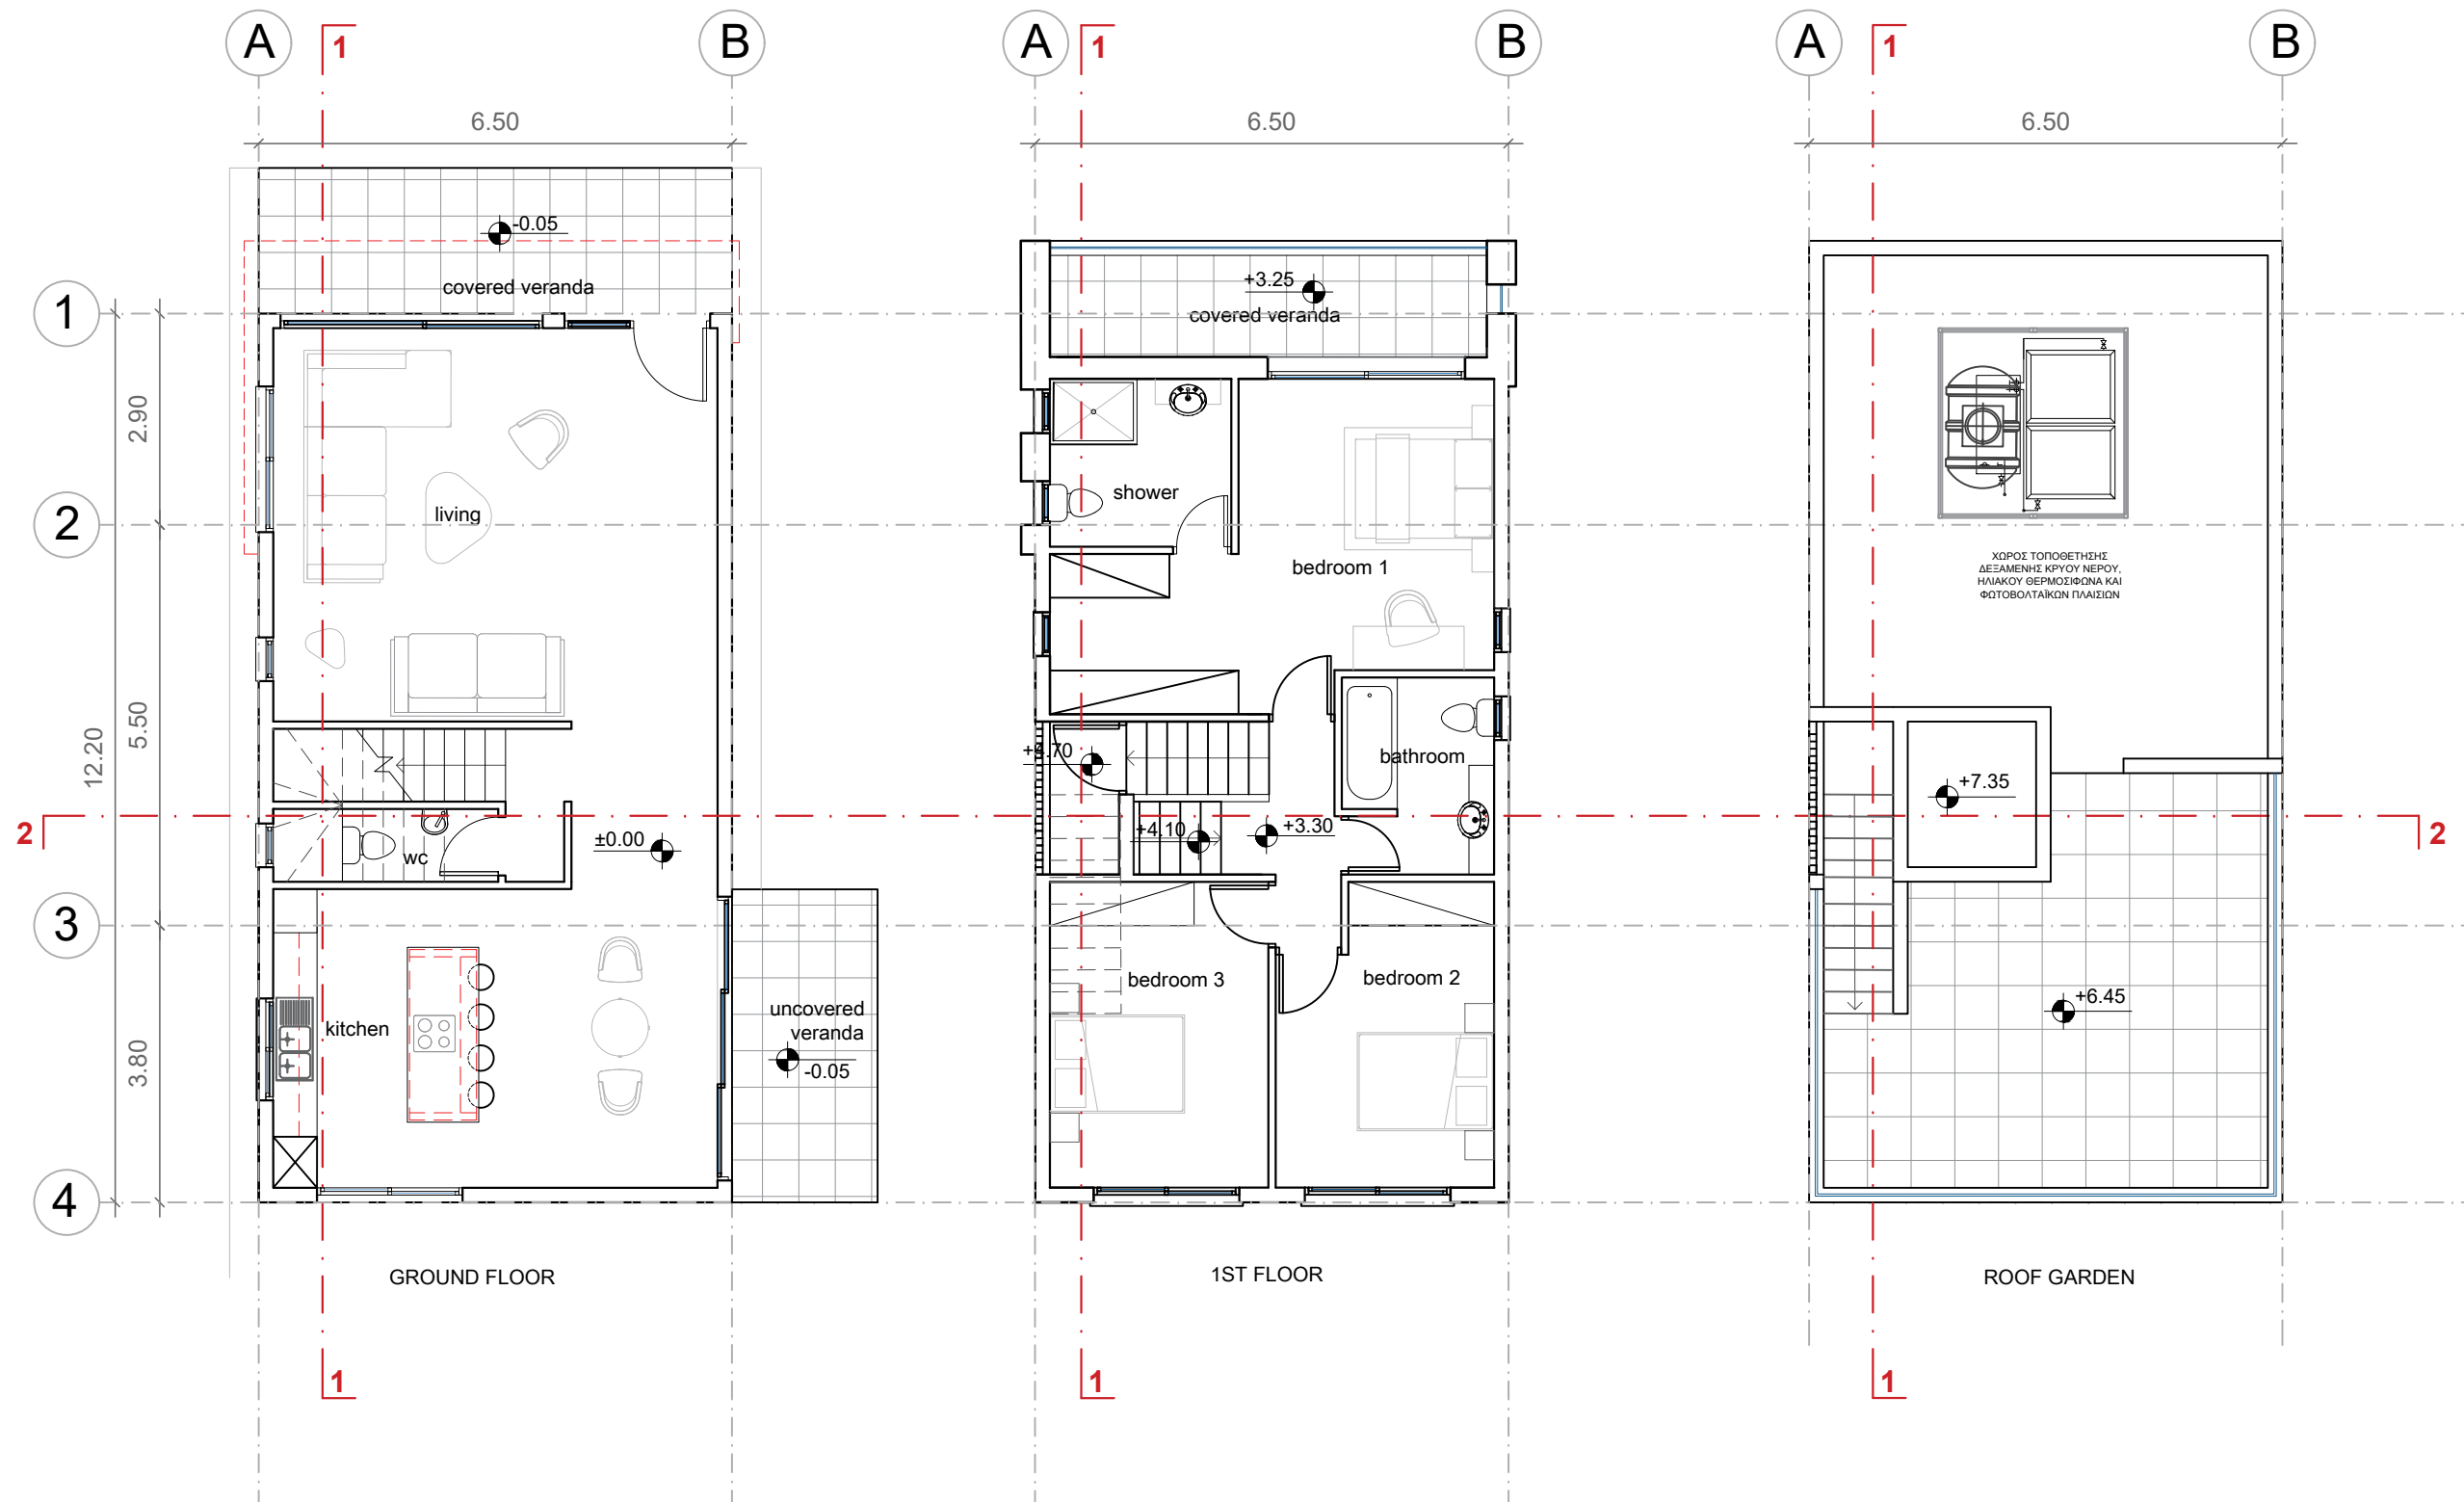 A
1
B
A
1
B
A
1
B
6.50
6.50
6.50
-0.05
covered veranda
+3.25
covered veranda
1
2
3
4
2.90
5.50
3.80
12.20
living
shower
bedroom 1
ΧΩΡΟΣ ΤΟΠΟΘΕΤΗΣΗΣ
ΔΕΞΑΜΕΝΗΣ ΚΡΥΟΥ ΝΕΡΟΥ,
ΗΛΙΑΚΟΥ ΘΕΡΜΟΣΙΦΩΝΑ ΚΑΙ
ΦΩΤΟΒΟΛΤΑΪΚΩΝ ΠΛΑΙΣΙΩΝ
+4.70
bathroom
+7.35
2
±0.00
wc
+4.10
+3.30
2
kitchen
uncovered
veranda
-0.05
bedroom 3
bedroom 2
+6.45
GROUND FLOOR
1ST FLOOR
ROOF GARDEN
1
1
1